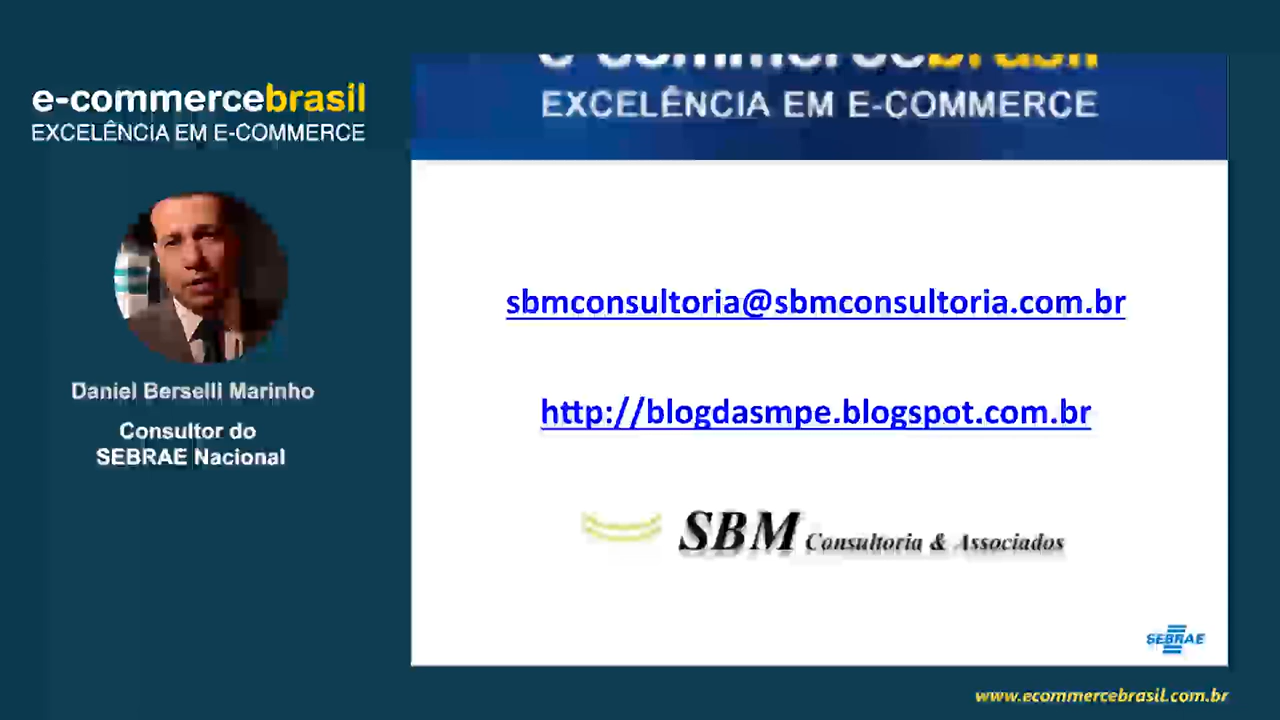 e-commercebrasil
EXCELÊNCIA EM E-COMMERCE
Daniel Berselli Marinho
Consultor do
SEBRAE Nacional
e-commercebrasil
EXCELÊNCIA EM E-COMMERCE
sbmconsultoria@sbmconsultoria.com.br
http://blogdasmpe.blogspot.com.br
SBM Consultoria & Associados
SEBRAE
www.ecommercebrasil.com.br